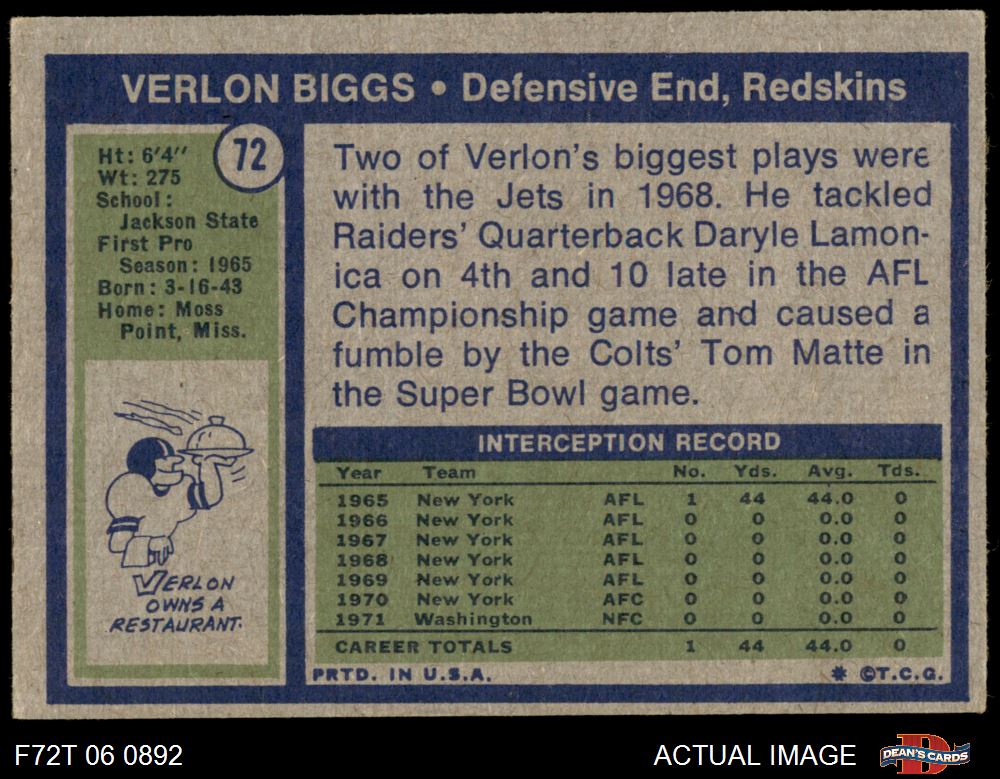 VERLON BIGGS • Defensive End, Redskins
72
Ht: 6'4''
Wt: 275
School:
Jackson State
First Pro
Season: 1965
Born: 3-16-43
Home: Moss
Point, Miss.
VERLON
OWNS A
RESTAURANT.
Two of Verlon's biggest plays were
with the Jets in 1968. He tackled
Raiders' Quarterback Daryle Lamon-
ica on 4th and 10 late in the AFL
Championship game and caused a
fumble by the Colts' Tom Matte in
the Super Bowl game.
INTERCEPTION RECORD
Year Team No. Yds. Avg. Tds.
1965 New York AFL 1 44 44.0 0
1966 New York AFL 0 0 0.0 0
1967 New York AFL 0 0 0.0 0
1968 New York AFL 0 0 0.0 0
1969 New York AFL 0 0 0.0 0
1970 New York AFC 0 0 0.0 0
1971 Washington NFC 0 0 0.0 0
CAREER TOTALS 1 44 44.0 0
PRTD. IN U.S.A. * ©T.C.G.
F72T 06 0892 ACTUAL IMAGE DEAN'S CARDS